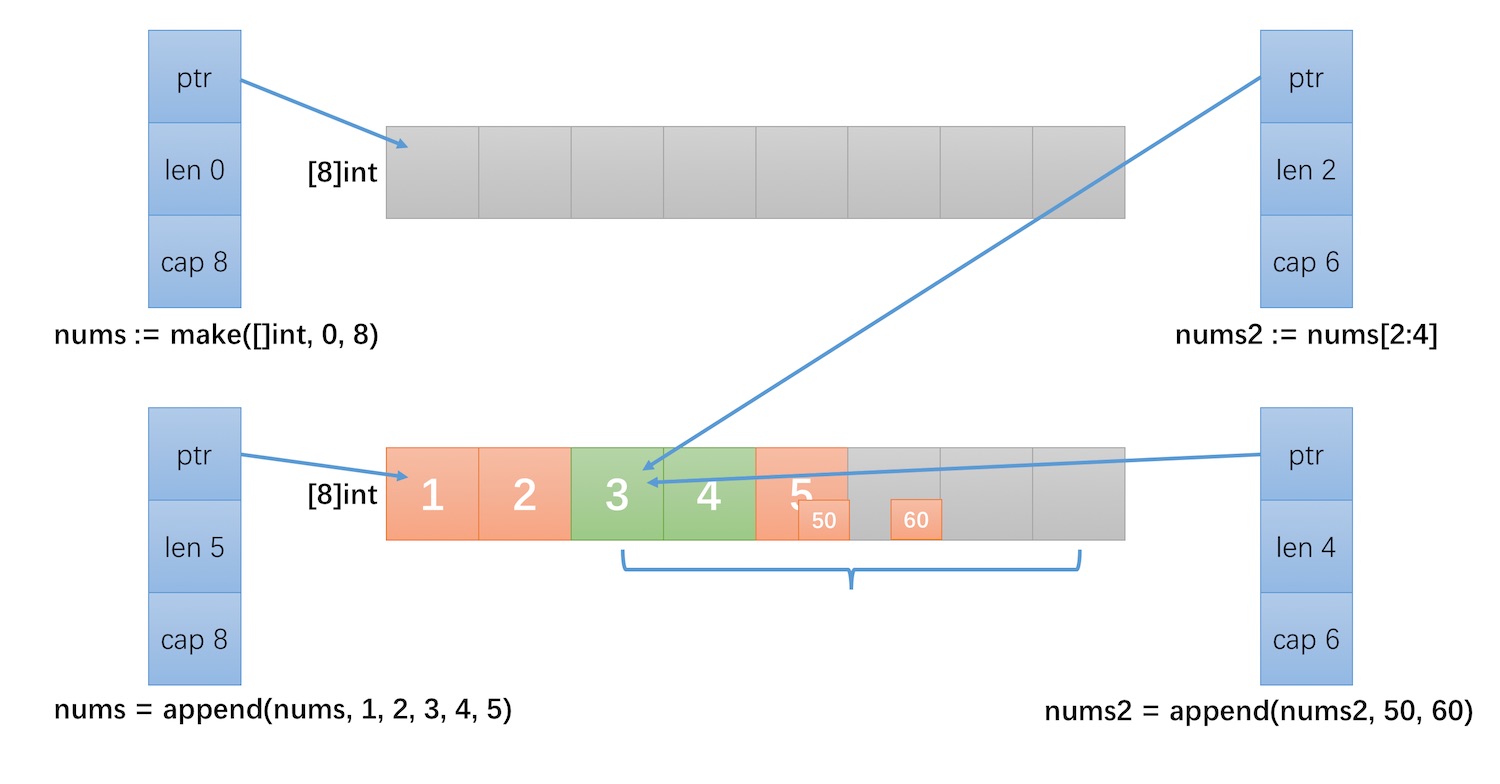 ptr
len 0
cap 8
nums := make([]int, 0, 8)
[8]int
ptr
len 2
cap 6
nums2 := nums[2:4]
ptr
len 5
cap 8
nums = append(nums, 1, 2, 3, 4, 5)
[8]int
1 2 3 4 5
50 60
ptr
len 4
cap 6
nums2 = append(nums2, 50, 60)